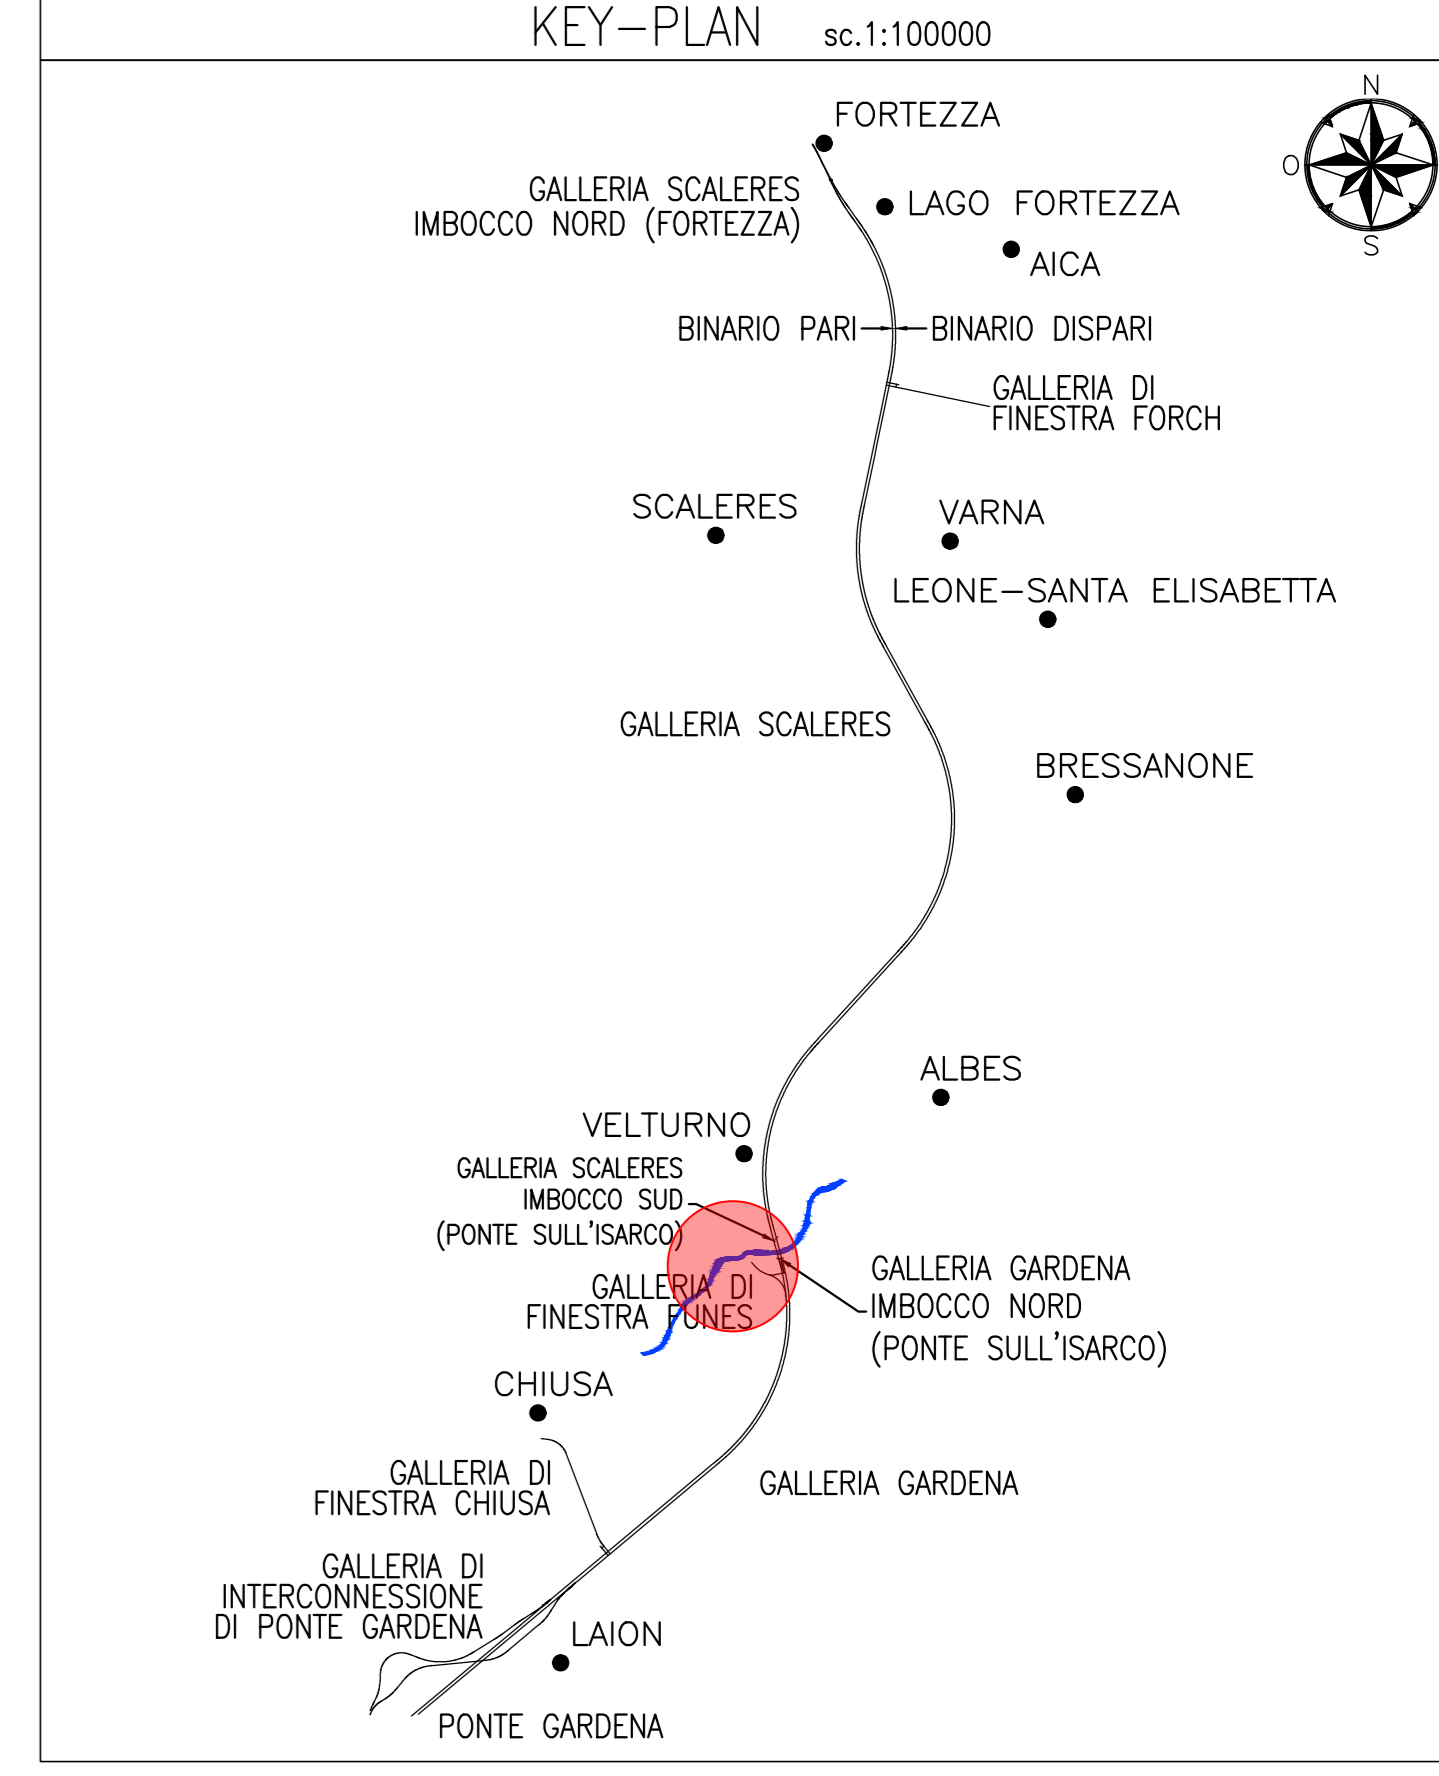 KEY-PLAN sc.1:100000
N
O
S
FORTEZZA
GALLERIA SCALERES
IMBOCCO NORD (FORTEZZA)
LAGO FORTEZZA
AICA
BINARIO PARI
BINARIO DISPARI
GALLERIA DI
FINESTRA FORCH
SCALERES
VARNA
LEONE-SANTA ELISABETTA
GALLERIA SCALERES
BRESSANONE
ALBES
VELTURNO
GALLERIA SCALERES
IMBOCCO SUD
(PONTE SULL'ISARCO)
GALLERIA DI
FINESTRA FUNES
GALLERIA GARDENA
IMBOCCO NORD
(PONTE SULL'ISARCO)
CHIUSA
GALLERIA DI
FINESTRA CHIUSA
GALLERIA GARDENA
GALLERIA DI
INTERCONNESSIONE
DI PONTE GARDENA
LAION
PONTE GARDENA